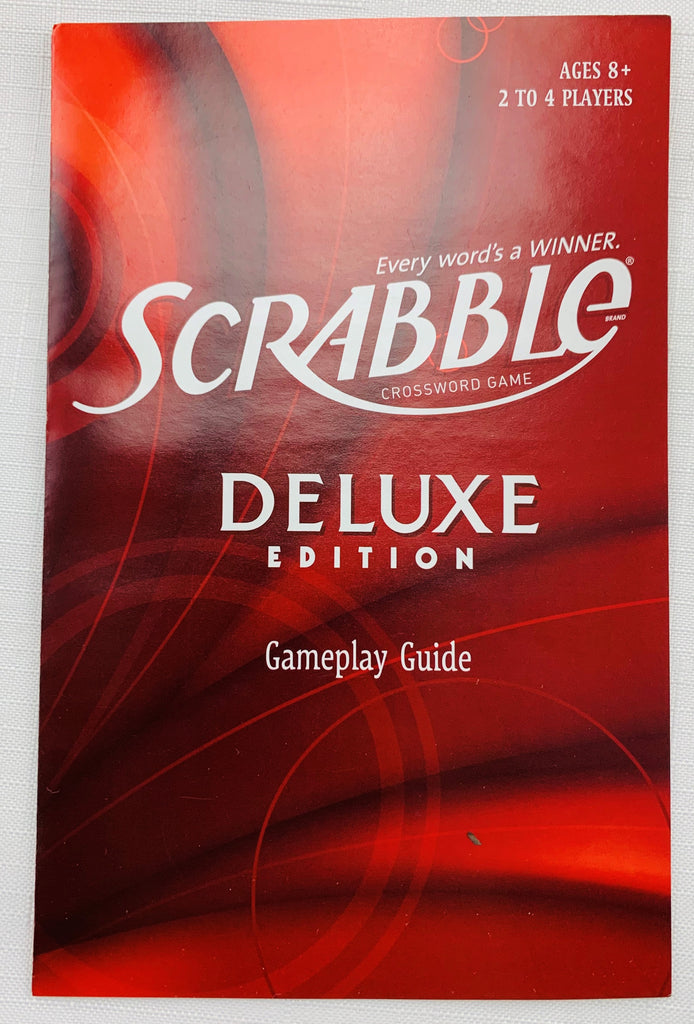 AGES 8+
2 TO 4 PLAYERS
Every word's a WINNER.
SCRABBLE®
BRAND
CROSSWORD GAME
DELUXE
EDITION
Gameplay Guide